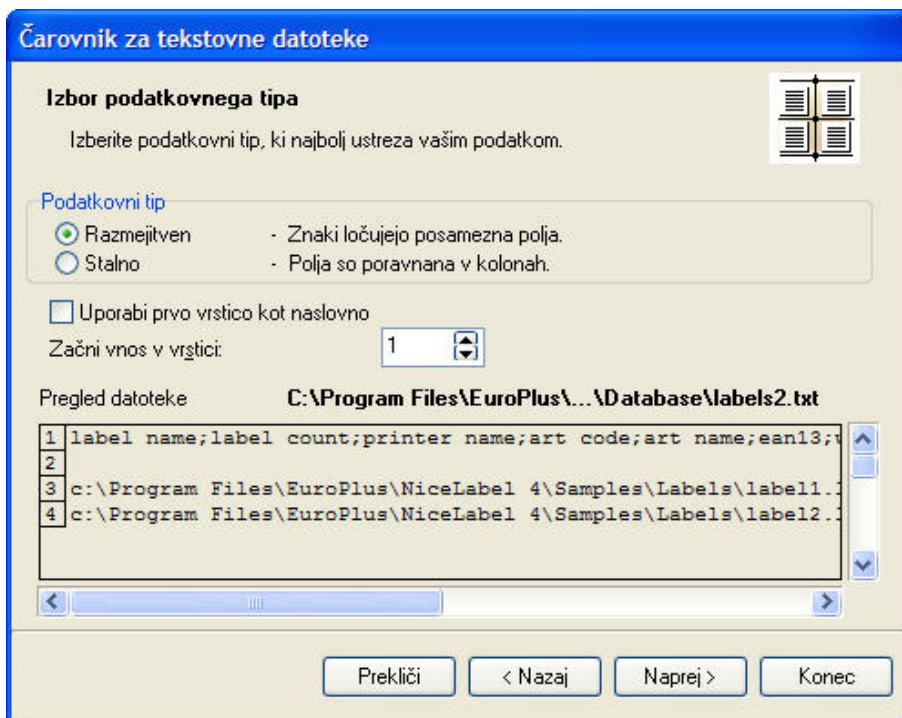 Čarovnik za tekstovne datoteke
Izbor podatkovnega tipa
Izberite podatkovni tip, ki najbolj ustreza vašim podatkom.
Podatkovni tip
Razmejitven - Znaki ločujejo posamezna polja.
Stalno - Polja so poravnana v kolonah.
Uporabi prvo vrstico kot naslovno
Začni vnos v vrstici: 1
Pregled datoteke C:\Program Files\EuroPlus\...\Database\labels2.txt
1 label name;label count;printer name;art code;art name;ean13;
2
3 c:\Program Files\EuroPlus\NiceLabel 4\Samples\Labels\label1.
4 c:\Program Files\EuroPlus\NiceLabel 4\Samples\Labels\label2.
Prekliči < Nazaj Naprej > Konec